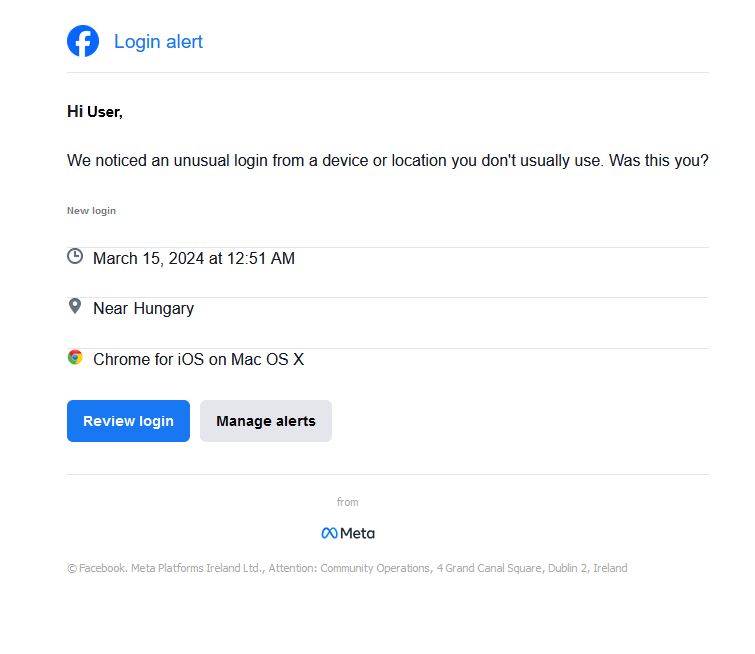 Login alert
Hi User,
We noticed an unusual login from a device or location you don't usually use. Was this you?
New login
March 15, 2024 at 12:51 AM
Near Hungary
Chrome for iOS on Mac OS X
Review login Manage alerts
from
Meta
© Facebook. Meta Platforms Ireland Ltd., Attention: Community Operations, 4 Grand Canal Square, Dublin 2, Ireland